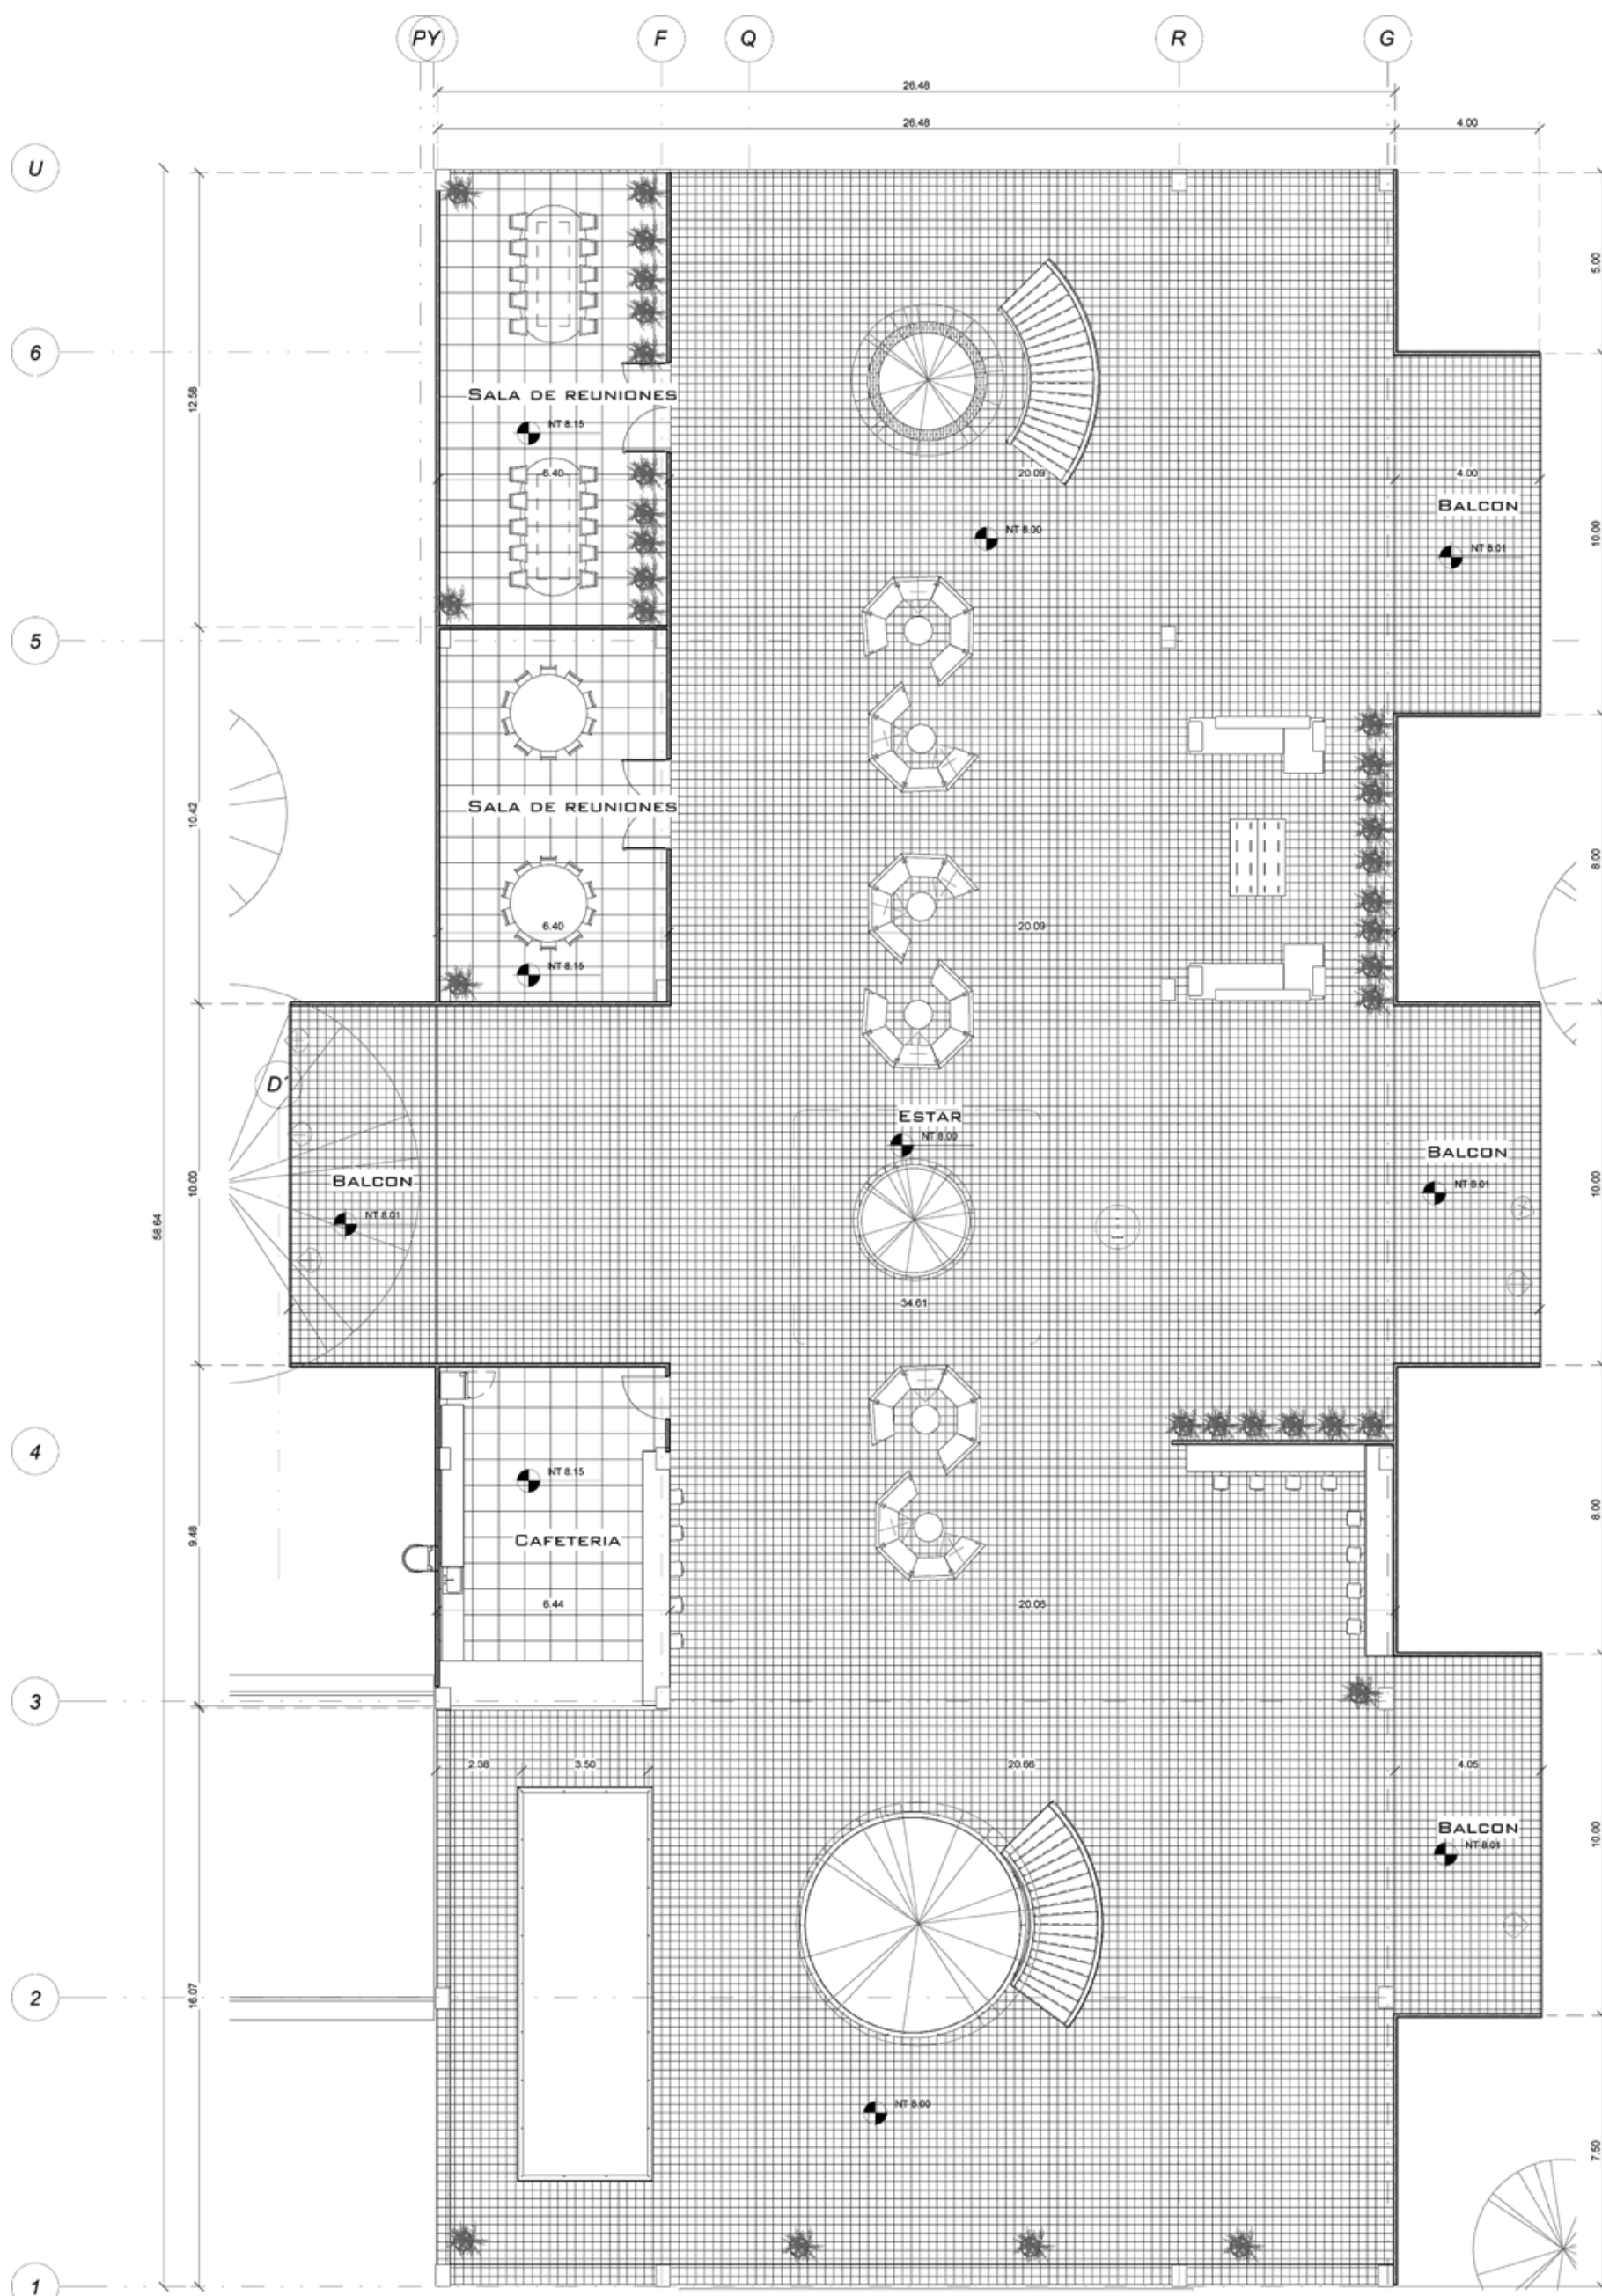 PY F Q R G
26.48
26.48 4.00
U
5.00
6
12.58
SALA DE REUNIONES
NT 8.15
6.40 20.09 4.00
BALCON
NT 8.00
10.00
NT 8.01
5
10.42
SALA DE REUNIONES
8.00
6.40 20.09
NT 8.15
D´
ESTAR
NT 8.00
BALCON
10.00
BALCON
NT 8.01
10.00
NT 8.01
58.64
34.61
4
NT 8.15
9.48
8.00
CAFETERIA
6.44 20.06
3
2.38 3.50 20.66 4.05
BALCON
NT 8.01
10.00
2
16.07
NT 8.00
7.50
1